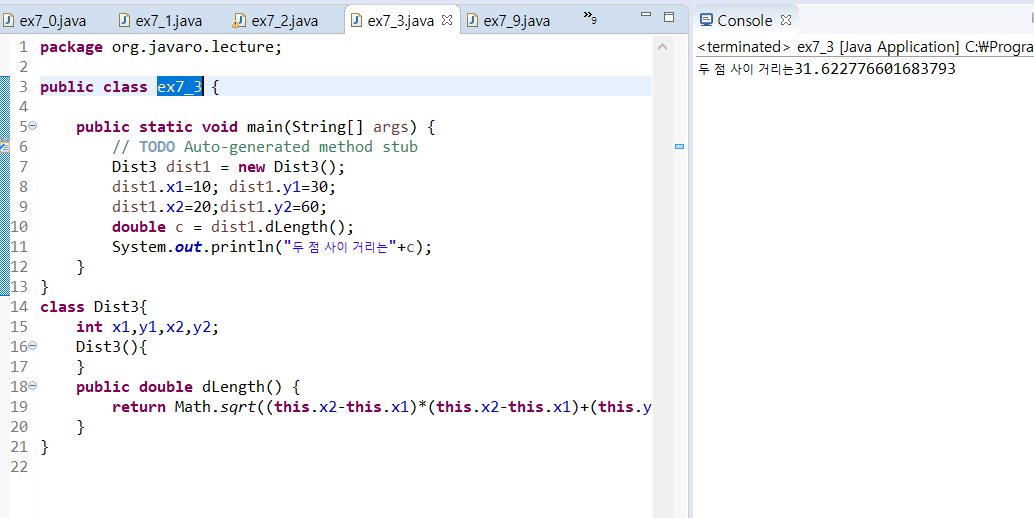 ex7_0.java ex7_1.java ex7_2.java ex7_3.java ex7_9.java »9
Console
<terminated> ex7_3 [Java Application] C:₩Progra
두 점 사이 거리는31.622776601683793
1 package org.javaro.lecture;
2
3 public class ex7_3 {
4
5 public static void main(String[] args) {
6 // TODO Auto-generated method stub
7 Dist3 dist1 = new Dist3();
8 dist1.x1=10; dist1.y1=30;
9 dist1.x2=20;dist1.y2=60;
10 double c = dist1.dLength();
11 System.out.println("두 점 사이 거리는"+c);
12 }
13 }
14 class Dist3{
15 int x1,y1,x2,y2;
16 Dist3(){
17 }
18 public double dLength() {
19 return Math.sqrt((this.x2-this.x1)*(this.x2-this.x1)+(this.y
20 }
21 }
22